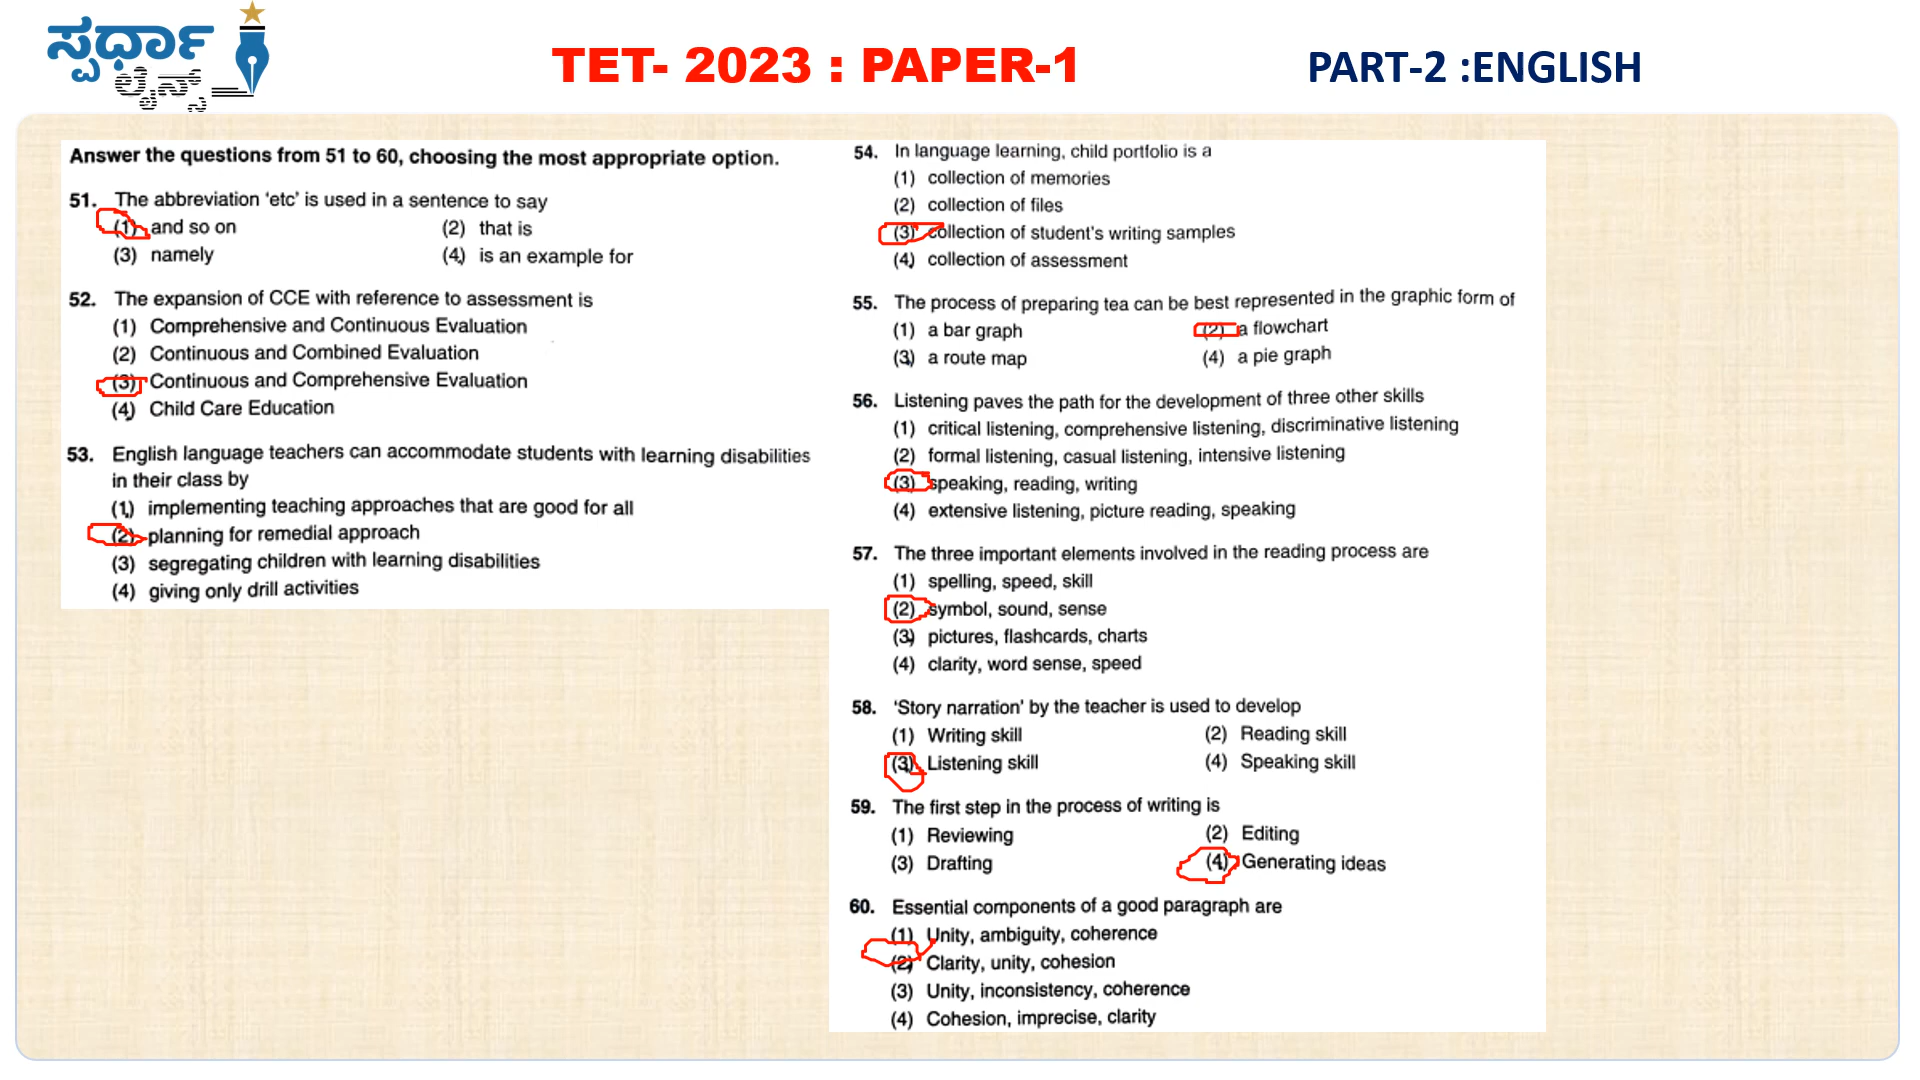 ಸ್ಪರ್ಧಾ
ಲೈನ್ಸ್
TET- 2023 : PAPER-1
PART-2 :ENGLISH
Answer the questions from 51 to 60, choosing the most appropriate option.
51. The abbreviation ‘etc’ is used in a sentence to say
(1) and so on (2) that is
(3) namely (4) is an example for
52. The expansion of CCE with reference to assessment is
(1) Comprehensive and Continuous Evaluation
(2) Continuous and Combined Evaluation
(3) Continuous and Comprehensive Evaluation
(4) Child Care Education
53. English language teachers can accommodate students with learning disabilities
in their class by
(1) implementing teaching approaches that are good for all
(2) planning for remedial approach
(3) segregating children with learning disabilities
(4) giving only drill activities
54. In language learning, child portfolio is a
(1) collection of memories
(2) collection of files
(3) collection of student's writing samples
(4) collection of assessment
55. The process of preparing tea can be best represented in the graphic form of
(1) a bar graph (2) a flowchart
(3) a route map (4) a pie graph
56. Listening paves the path for the development of three other skills
(1) critical listening, comprehensive listening, discriminative listening
(2) formal listening, casual listening, intensive listening
(3) speaking, reading, writing
(4) extensive listening, picture reading, speaking
57. The three important elements involved in the reading process are
(1) spelling, speed, skill
(2) symbol, sound, sense
(3) pictures, flashcards, charts
(4) clarity, word sense, speed
58. ‘Story narration’ by the teacher is used to develop
(1) Writing skill (2) Reading skill
(3) Listening skill (4) Speaking skill
59. The first step in the process of writing is
(1) Reviewing (2) Editing
(3) Drafting (4) Generating ideas
60. Essential components of a good paragraph are
(1) Unity, ambiguity, coherence
(2) Clarity, unity, cohesion
(3) Unity, inconsistency, coherence
(4) Cohesion, imprecise, clarity